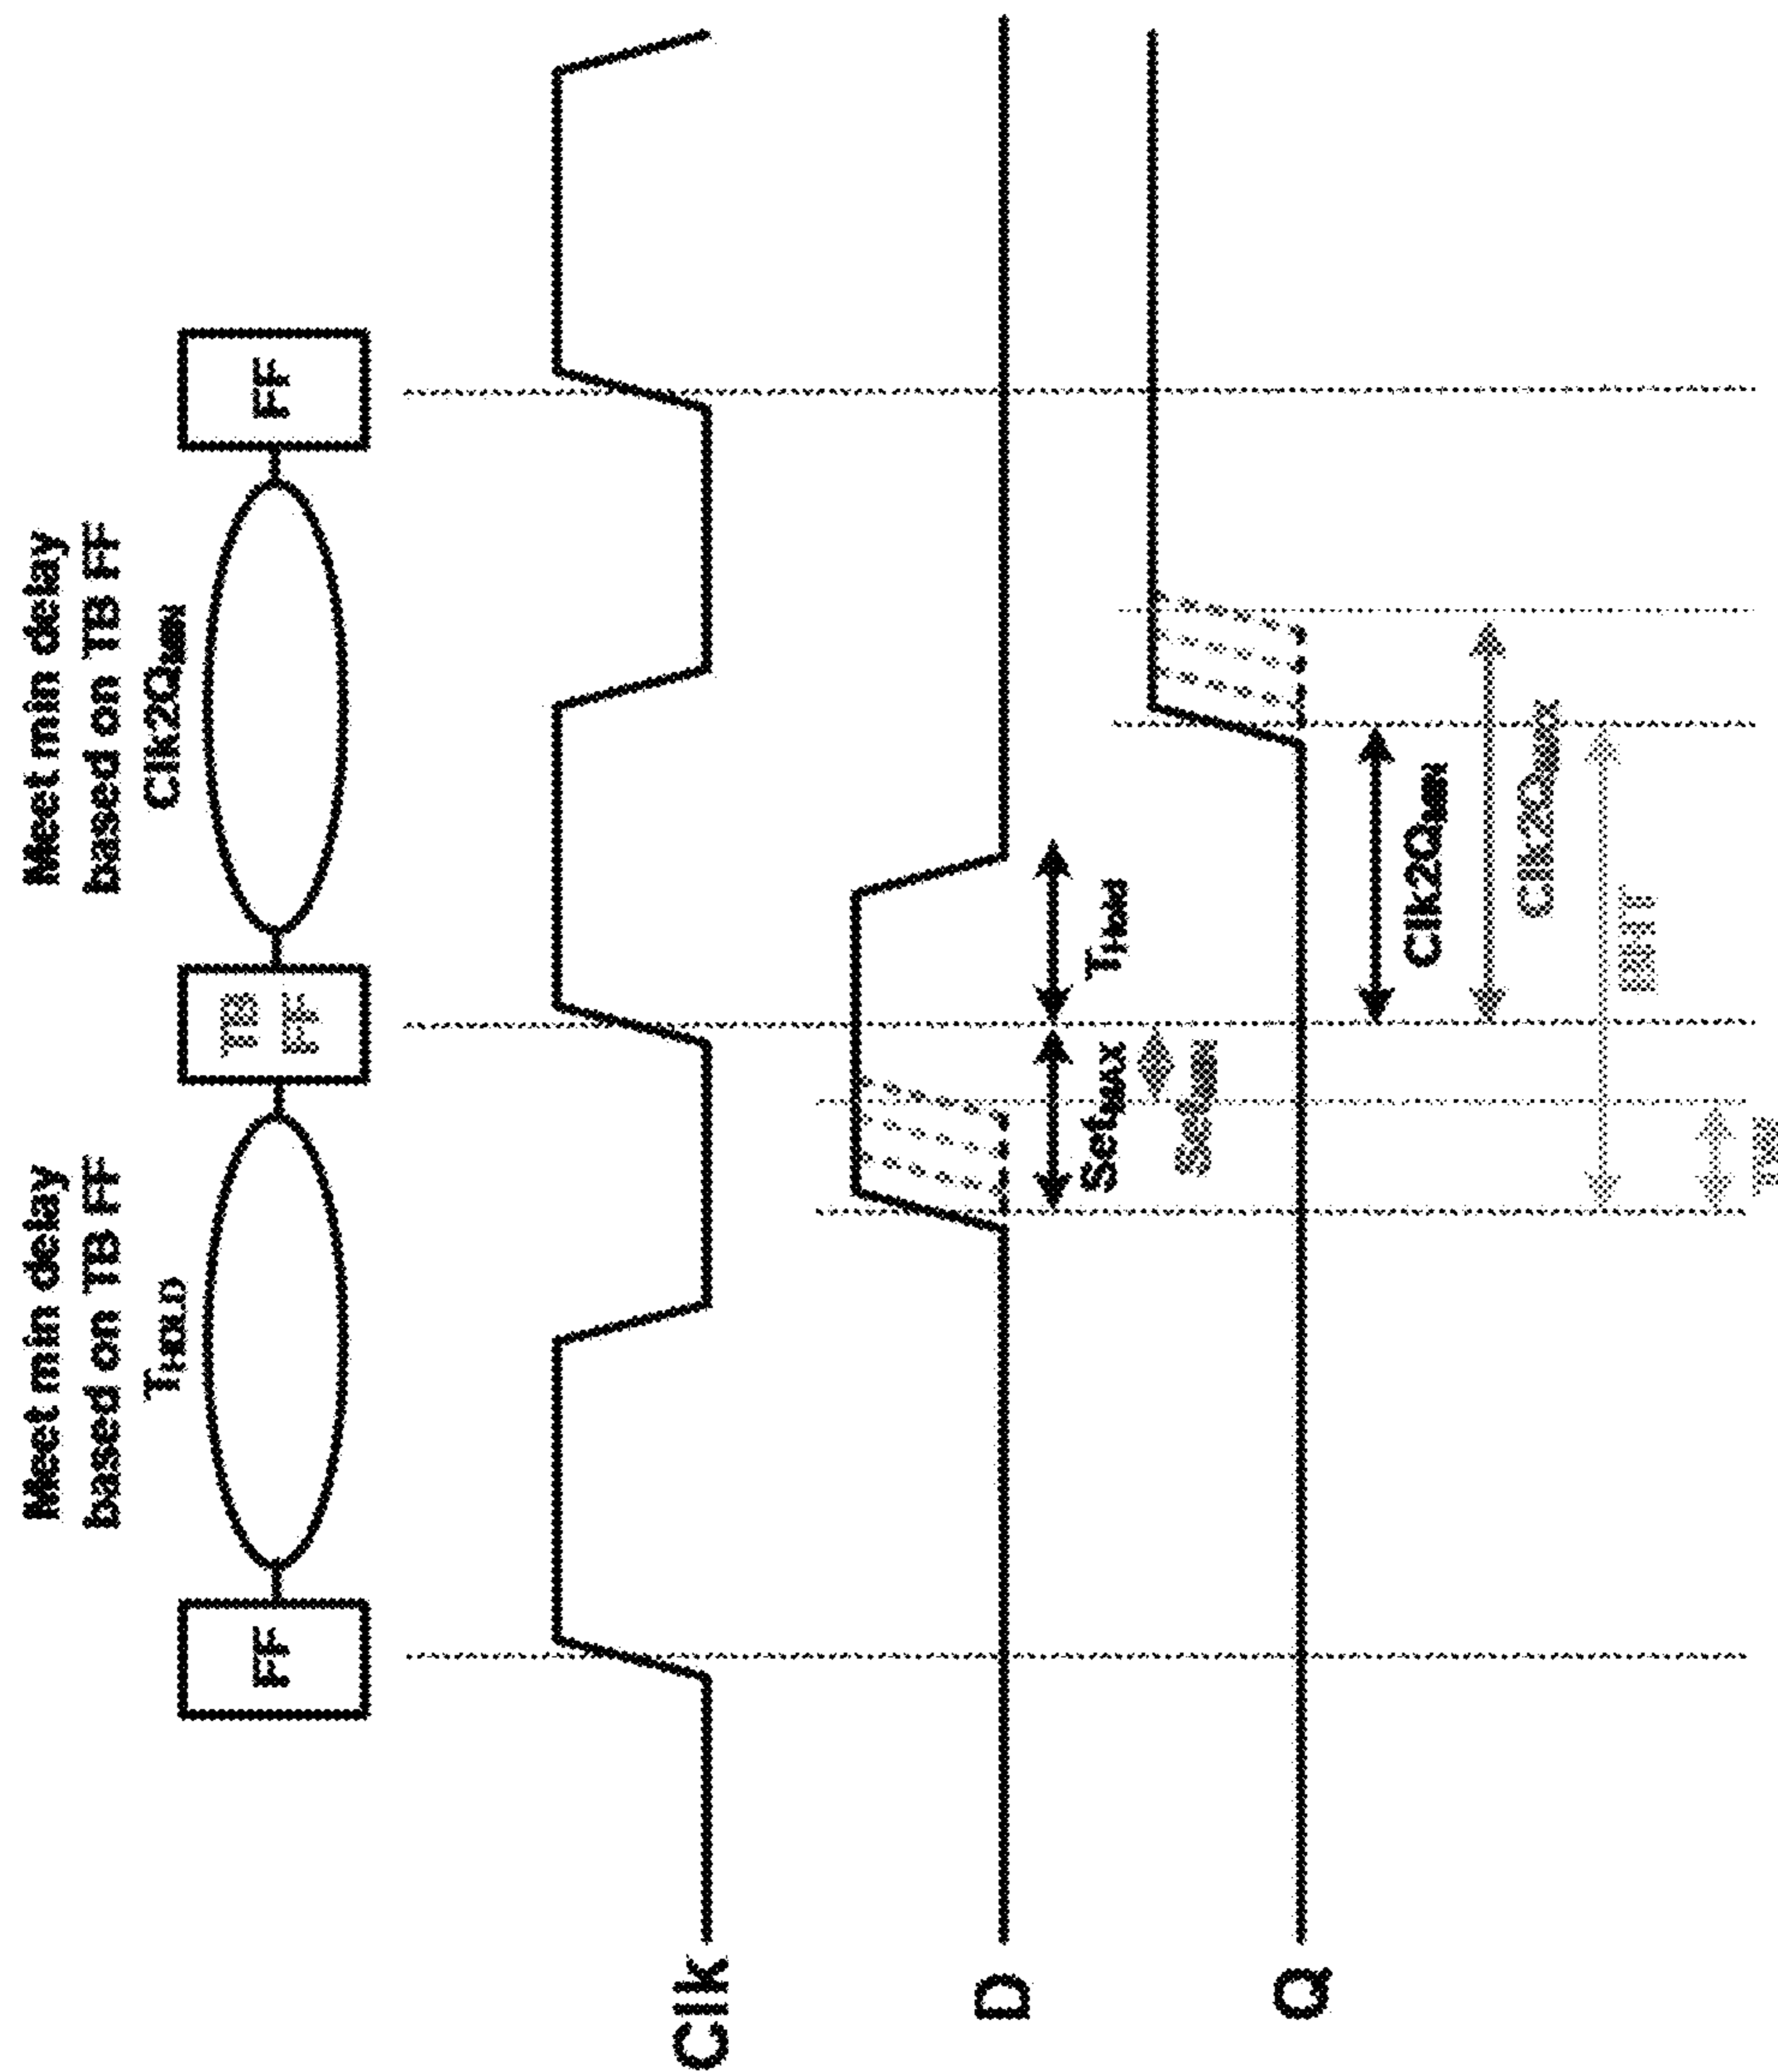 Meet min delay
based on TB FF
THOLD
Meet min delay
based on TB FF
Clk2QMIN
FF
TB
FF
FF
Clk
D
SetMAX
THold
SetMIN
Q
Clk2QMIN
Clk2QMAX